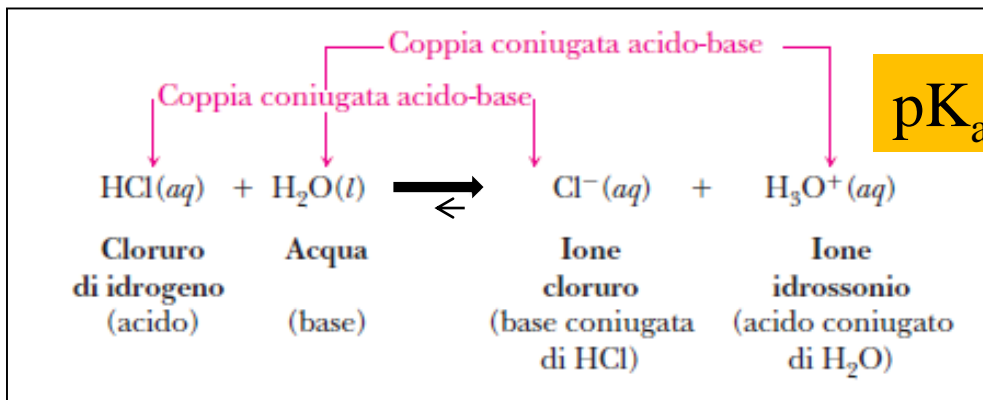 Coppia coniugata acido-base
Coppia coniugata acido-base
pKₐ
HCl(aq) + H₂O(l) Cl⁻(aq) + H₃O⁺(aq)
Cloruro Acqua Ione Ione
di idrogeno cloruro idrossonio
(acido) (base) (base coniugata (acido coniugato
di HCl) di H₂O)